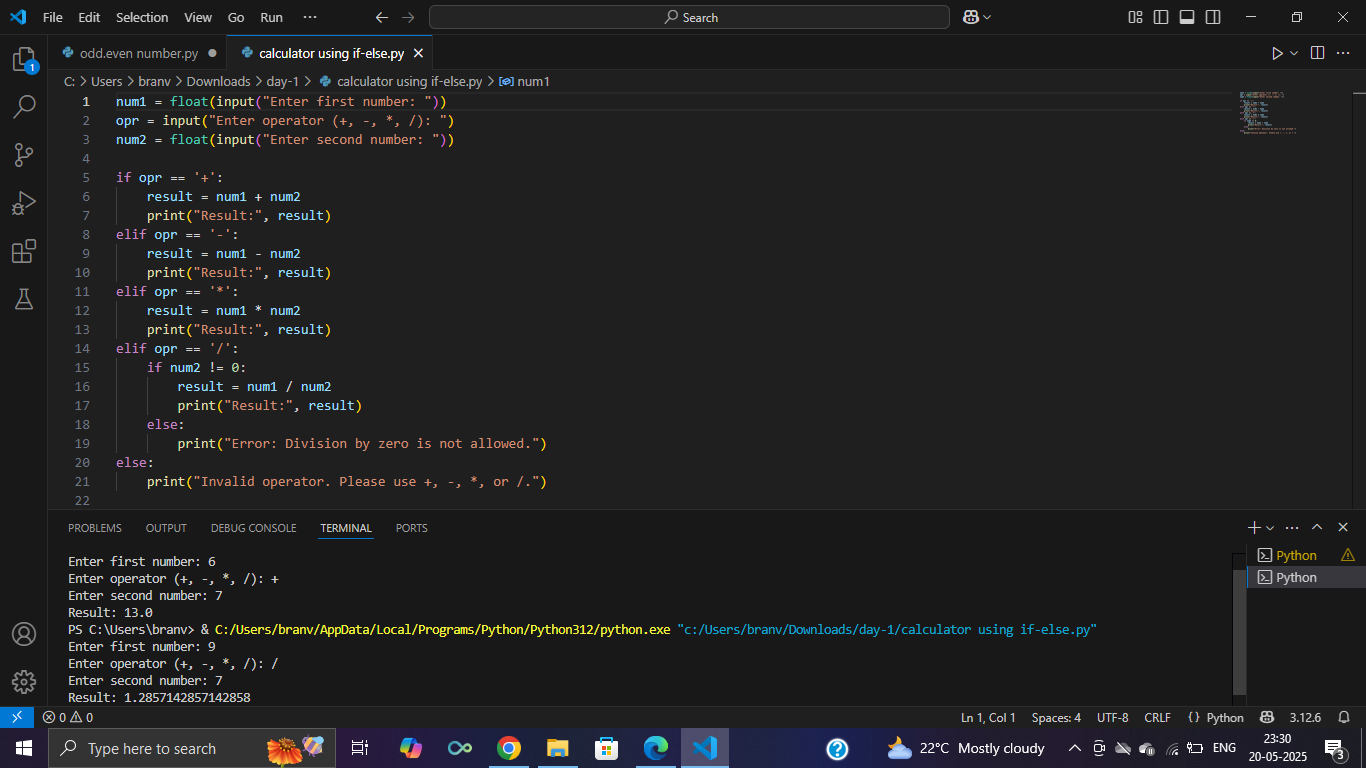 File Edit Selection View Go Run ··· Search
odd.even number.py calculator using if-else.py
C: > Users > branv > Downloads > day-1 > calculator using if-else.py > num1
1 num1 = float(input("Enter first number: "))
2 opr = input("Enter operator (+, -, *, /): ")
3 num2 = float(input("Enter second number: "))
4
5 if opr == '+':
6     result = num1 + num2
7     print("Result:", result)
8 elif opr == '-':
9     result = num1 - num2
10     print("Result:", result)
11 elif opr == '*':
12     result = num1 * num2
13     print("Result:", result)
14 elif opr == '/':
15     if num2 != 0:
16         result = num1 / num2
17         print("Result:", result)
18     else:
19         print("Error: Division by zero is not allowed.")
20 else:
21     print("Invalid operator. Please use +, -, *, or /.")
22
PROBLEMS OUTPUT DEBUG CONSOLE TERMINAL PORTS
Python
Python
Enter first number: 6
Enter operator (+, -, *, /): +
Enter second number: 7
Result: 13.0
PS C:\Users\branv> & C:/Users/branv/AppData/Local/Programs/Python/Python312/python.exe "c:/Users/branv/Downloads/day-1/calculator using if-else.py"
Enter first number: 9
Enter operator (+, -, *, /): /
Enter second number: 7
Result: 1.2857142857142858
1
0 0 Ln 1, Col 1 Spaces: 4 UTF-8 CRLF {} Python 3.12.6
Type here to search 22°C Mostly cloudy ENG 23:30
20-05-2025 3